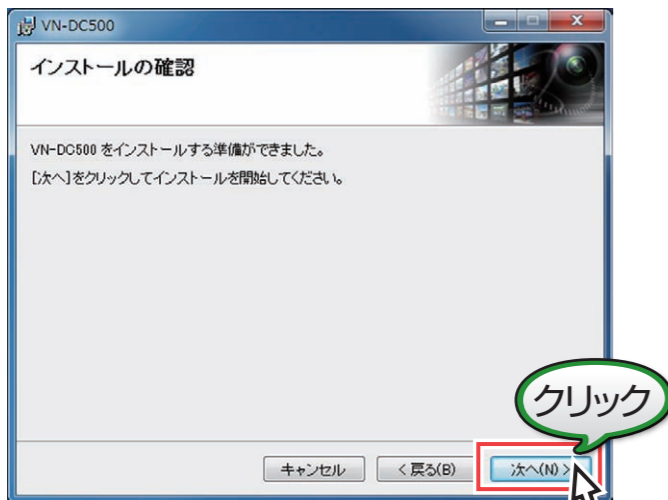 VN-DC500
インストールの確認
VN-DC500 をインストールする準備ができました。
[次へ]をクリックしてインストールを開始してください。
クリック
キャンセル
< 戻る(B)
次へ(N) >